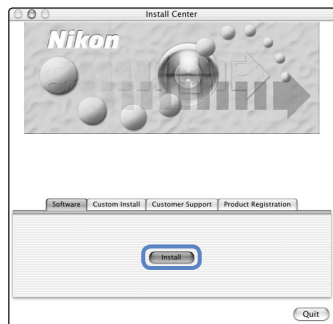 Install Center
Nikon
Software Custom Install Customer Support Product Registration
Install
Quit